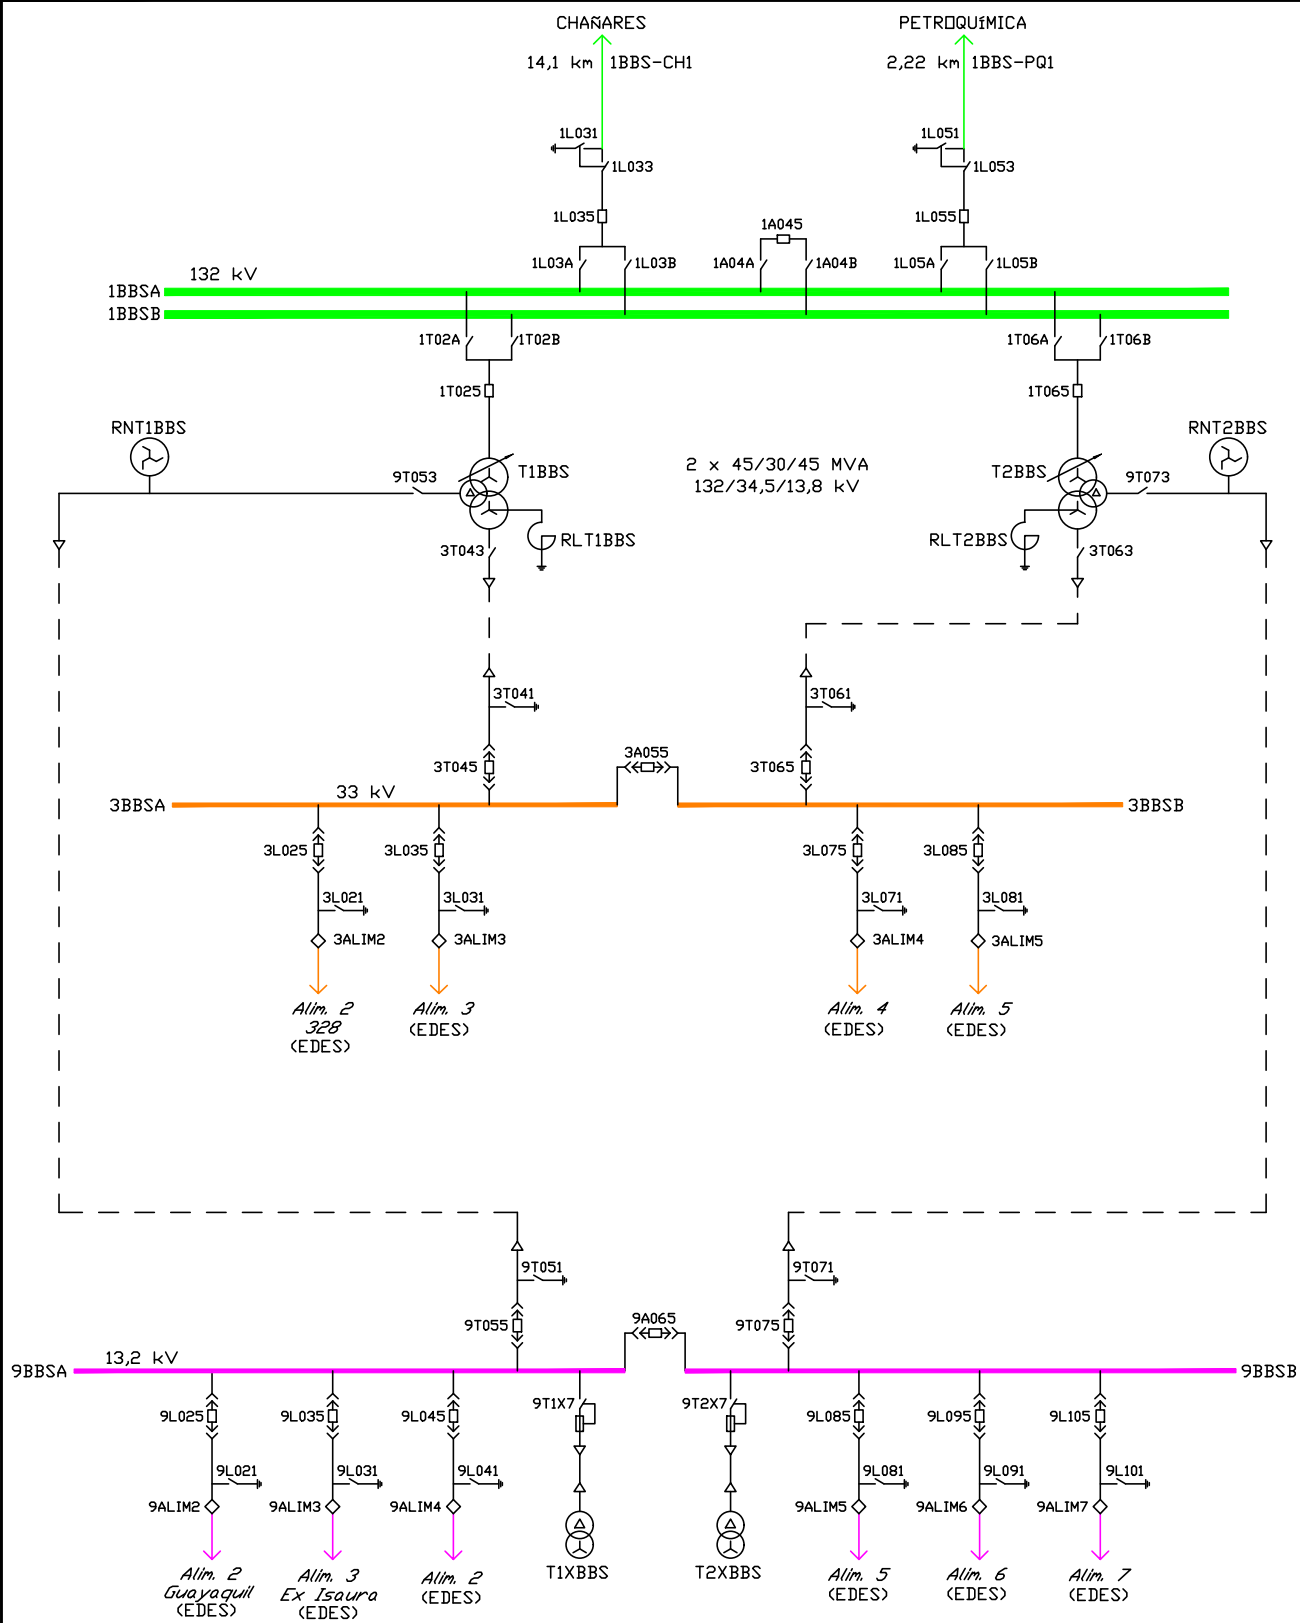 CHAÑARES
PETROQUÍMICA
14,1 km 1BBS-CH1
2,22 km 1BBS-PQ1
1L031
1L051
1L033
1L053
1L035
1L055
1A045
1L03A
1L03B
1A04A
1A04B
1L05A
1L05B
132 kV
1BBSA
1BBSB
1T02A
1T02B
1T06A
1T06B
1T025
1T065
RNT1BBS
RNT2BBS
9T053
T1BBS
2 x 45/30/45 MVA
132/34,5/13,8 kV
T2BBS
9T073
3T043
RLT1BBS
RLT2BBS
3T063
3T041
3T061
3T045
3A055
3T065
33 kV
3BBSA
3BBSB
3L025
3L035
3L075
3L085
3L021
3L031
3L071
3L081
3ALIM2
3ALIM3
3ALIM4
3ALIM5
Alim. 2
328
(EDES)
Alim. 3
(EDES)
Alim. 4
(EDES)
Alim. 5
(EDES)
9T051
9T071
9T055
9A065
9T075
13,2 kV
9BBSA
9BBSB
9L025
9L035
9L045
9T1X7
9T2X7
9L085
9L095
9L105
9L021
9L031
9L041
9L081
9L091
9L101
9ALIM2
9ALIM3
9ALIM4
9ALIM5
9ALIM6
9ALIM7
Alim. 2
Guayaquil
(EDES)
Alim. 3
Ex Isaura
(EDES)
Alim. 2
(EDES)
T1XBBS
T2XBBS
Alim. 5
(EDES)
Alim. 6
(EDES)
Alim. 7
(EDES)